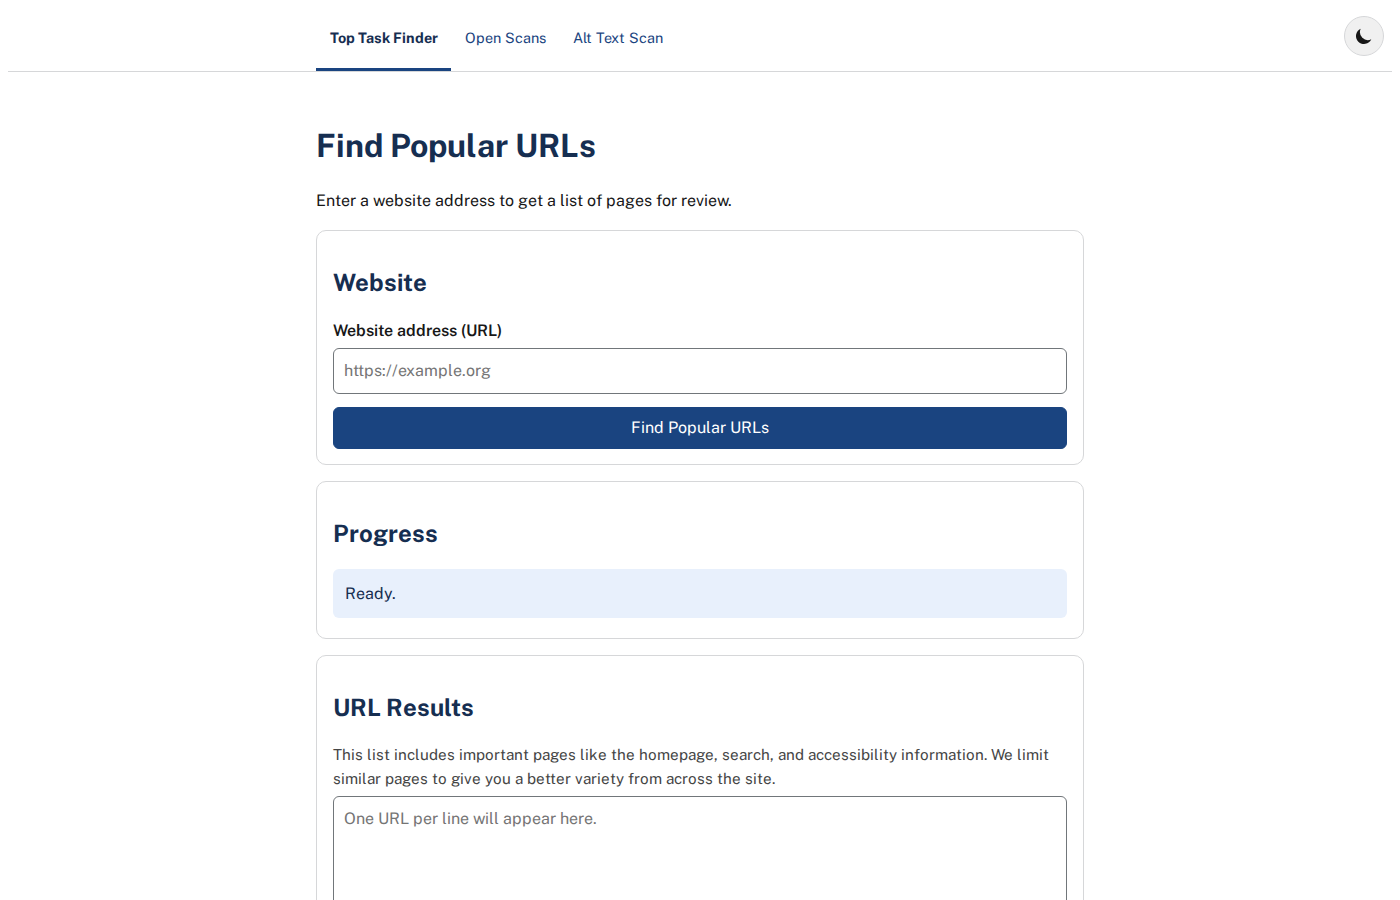 Top Task Finder Open Scans Alt Text Scan
Find Popular URLs
Enter a website address to get a list of pages for review.
Website
Website address (URL)
https://example.org
Find Popular URLs
Progress
Ready.
URL Results
This list includes important pages like the homepage, search, and accessibility information. We limit
similar pages to give you a better variety from across the site.
One URL per line will appear here.